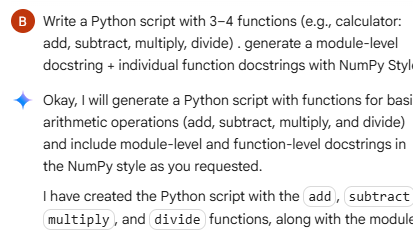 B Write a Python script with 3–4 functions (e.g., calculator:
add, subtract, multiply, divide) . generate a module-level
docstring + individual function docstrings with NumPy Style
Okay, I will generate a Python script with functions for basi
arithmetic operations (add, subtract, multiply, and divide)
and include module-level and function-level docstrings in
the NumPy style as you requested.
I have created the Python script with the add, subtract
multiply, and divide functions, along with the module